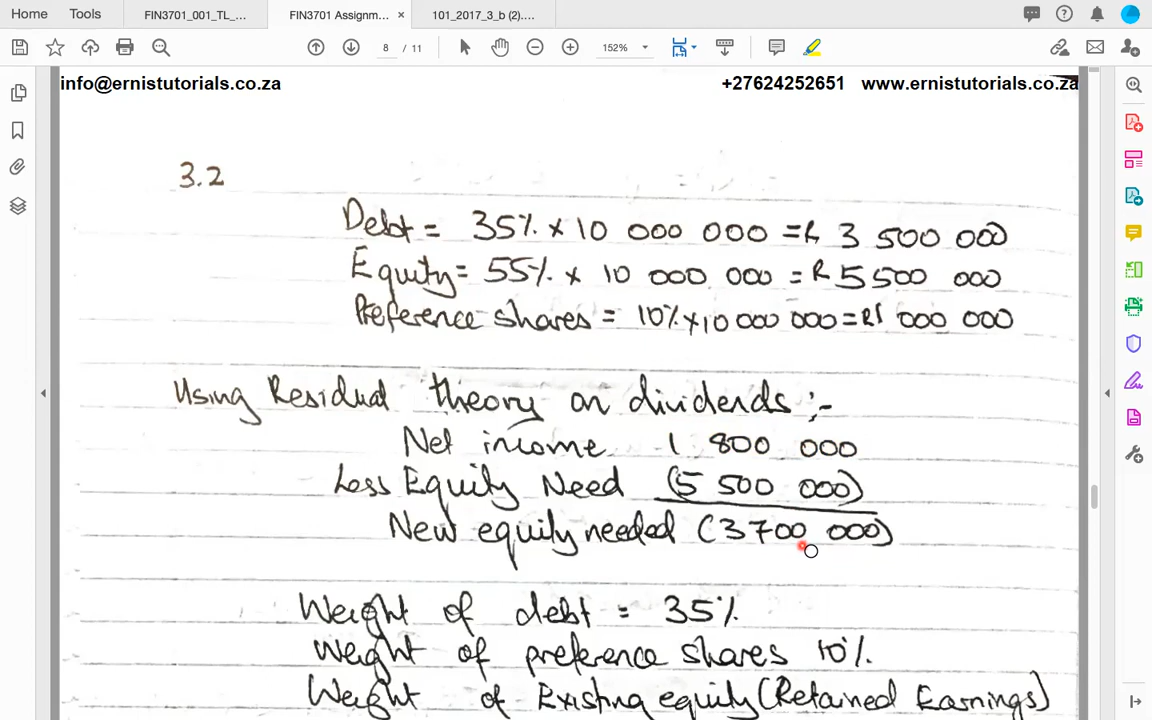 Home Tools FIN3701_001_TL_... FIN3701 Assignm... × 101_2017_3_b (2)....
8 / 11 152%
info@ernistutorials.co.za +27624252651 www.ernistutorials.co.za
3.2
Debt = 35% × 10 000 000 = R 3 500 000
Equity = 55% × 10 000 000 = R 5 500 000
Preference shares = 10% × 10 000 000 = R1 000 000
Using Residual theory on dividends :-
Net income 1 800 000
Less Equity Need (5 500 000)
New equity needed (3 700 000)
Weight of debt = 35%
Weight of preference shares 10%.
Weight of Existing equity (Retained Earnings)